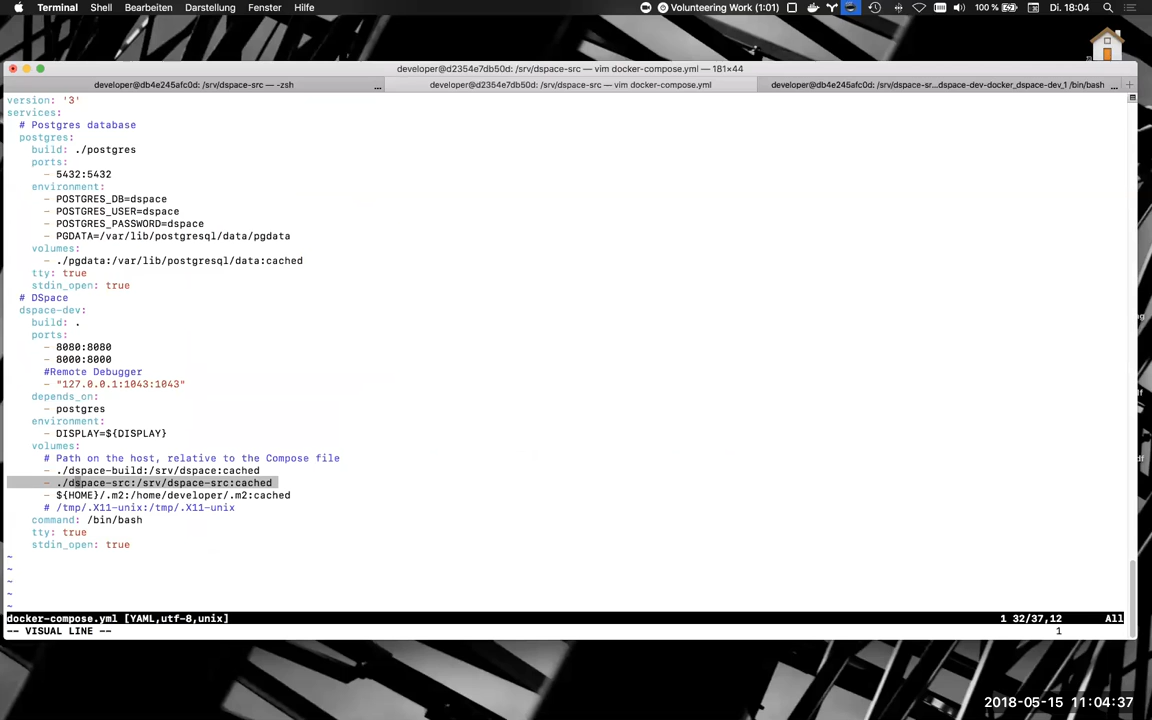 Terminal Shell Bearbeiten Darstellung Fenster Hilfe Volunteering Work (1:01) 100 % Di. 18:04
developer@d2354e7db50d: /srv/dspace-src — vim docker-compose.yml — 181×44
developer@db4e245afc0d: /srv/dspace-src — -zsh ... developer@d2354e7db50d: /srv/dspace-src — vim docker-compose.yml developer@db4e245afc0d: /srv/dspace-sr...dspace-dev-docker_dspace-dev_1 /bin/bash ... +
version: '3'
services:
# Postgres database
postgres:
build: ./postgres
ports:
- 5432:5432
environment:
- POSTGRES_DB=dspace
- POSTGRES_USER=dspace
- POSTGRES_PASSWORD=dspace
- PGDATA=/var/lib/postgresql/data/pgdata
volumes:
- ./pgdata:/var/lib/postgresql/data:cached
tty: true
stdin_open: true
# DSpace
dspace-dev:
build: .
ports:
- 8080:8080
- 8000:8000
#Remote Debugger
- "127.0.0.1:1043:1043"
depends_on:
- postgres
environment:
- DISPLAY=${DISPLAY}
volumes:
# Path on the host, relative to the Compose file
- ./dspace-build:/srv/dspace:cached
- ./dspace-src:/srv/dspace-src:cached
- ${HOME}/.m2:/home/developer/.m2:cached
# /tmp/.X11-unix:/tmp/.X11-unix
command: /bin/bash
tty: true
stdin_open: true
~
~
~
~
~
docker-compose.yml [YAML,utf-8,unix] 1 32/37,12 All
-- VISUAL LINE -- 1
2018-05-15 11:04:37